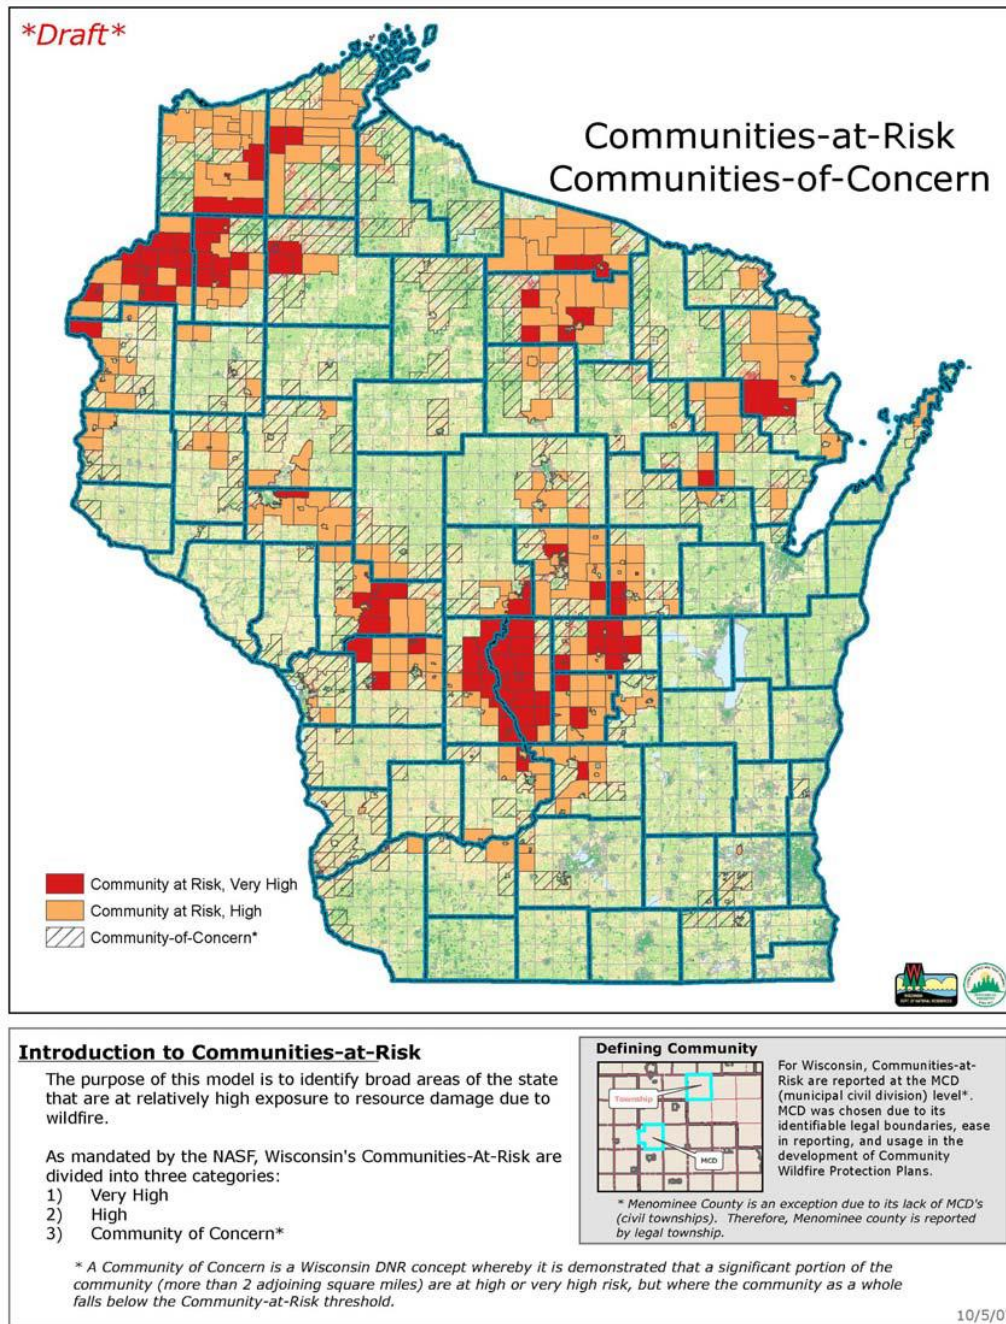 *Draft*
Communities-at-Risk
Communities-of-Concern
Community at Risk, Very High
Community at Risk, High
Community-of-Concern*
Introduction to Communities-at-Risk
The purpose of this model is to identify broad areas of the state
that are at relatively high exposure to resource damage due to
wildfire.
As mandated by the NASF, Wisconsin's Communities-At-Risk are
divided into three categories:
1) Very High
2) High
3) Community of Concern*
* A Community of Concern is a Wisconsin DNR concept whereby it is demonstrated that a significant portion of the
community (more than 2 adjoining square miles) are at high or very high risk, but where the community as a whole
falls below the Community-at-Risk threshold.
Defining Community
Township
MCD
For Wisconsin, Communities-at-
Risk are reported at the MCD
(municipal civil division) level*.
MCD was chosen due to its
identifiable legal boundaries, ease
in reporting, and usage in the
development of Community
Wildfire Protection Plans.
* Menominee County is an exception due to its lack of MCD's
(civil townships). Therefore, Menominee county is reported
by legal township.
10/5/0